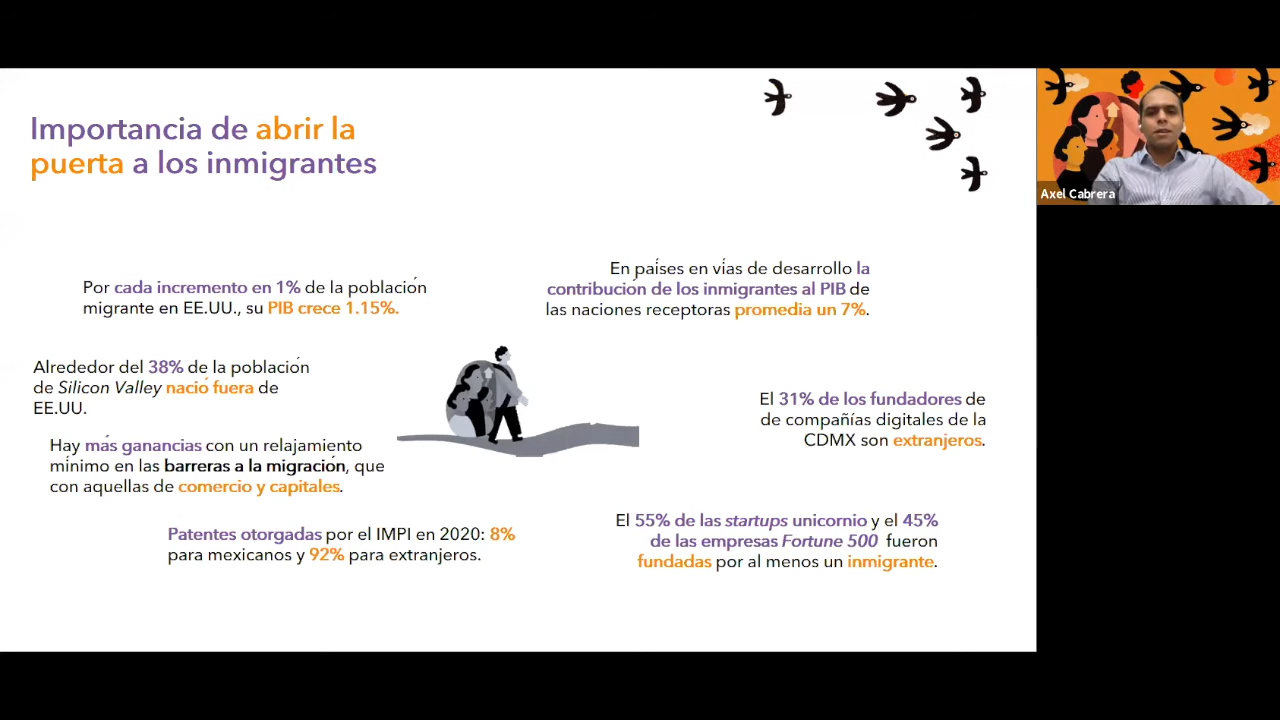 Importancia de abrir la
puerta a los inmigrantes
Axel Cabrera
Por cada incremento en 1% de la población
migrante en EE.UU., su PIB crece 1.15%.
En países en vías de desarrollo la
contribución de los inmigrantes al PIB de
las naciones receptoras promedia un 7%.
Alrededor del 38% de la población
de Silicon Valley nació fuera de
EE.UU.
El 31% de los fundadores de
de compañías digitales de la
CDMX son extranjeros.
Hay más ganancias con un relajamiento
mínimo en las barreras a la migración, que
con aquellas de comercio y capitales.
Patentes otorgadas por el IMPI en 2020: 8%
para mexicanos y 92% para extranjeros.
El 55% de las startups unicornio y el 45%
de las empresas Fortune 500 fueron
fundadas por al menos un inmigrante.